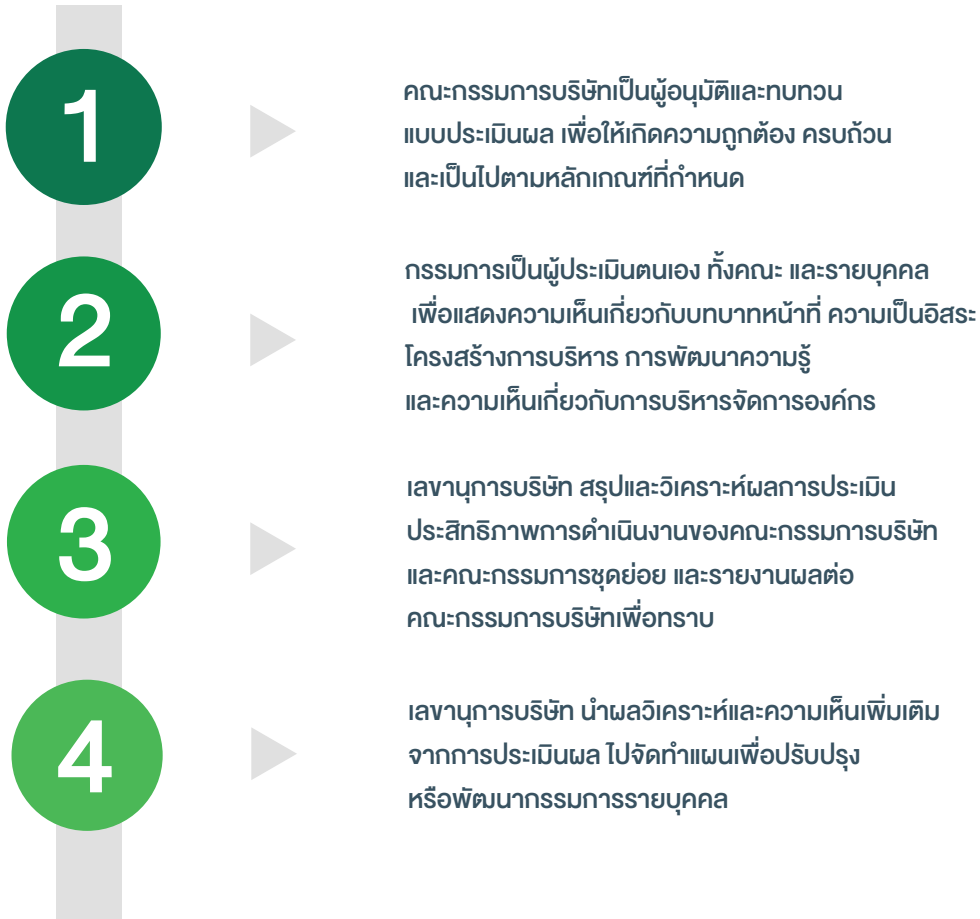 1
คณะกรรมการบริษัทเป็นผู้อนุมัติและทบทวน
แบบประเมินผล เพื่อให้เกิดความถูกต้อง ครบถ้วน
และเป็นไปตามหลักเกณฑ์ที่กำหนด
2
กรรมการเป็นผู้ประเมินตนเอง ทั้งคณะ และรายบุคคล
เพื่อแสดงความเห็นเกี่ยวกับบทบาทหน้าที่ ความเป็นอิสระ
โครงสร้างการบริหาร การพัฒนาความรู้
และความเห็นเกี่ยวกับการบริหารจัดการองค์กร
3
เลขานุการบริษัท สรุปและวิเคราะห์ผลการประเมิน
ประสิทธิภาพการดำเนินงานของคณะกรรมการบริษัท
และคณะกรรมการชุดย่อย และรายงานผลต่อ
คณะกรรมการบริษัทเพื่อทราบ
4
เลขานุการบริษัท นำผลวิเคราะห์และความเห็นเพิ่มเติม
จากการประเมินผล ไปจัดทำแผนเพื่อปรับปรุง
หรือพัฒนากรรมการรายบุคคล